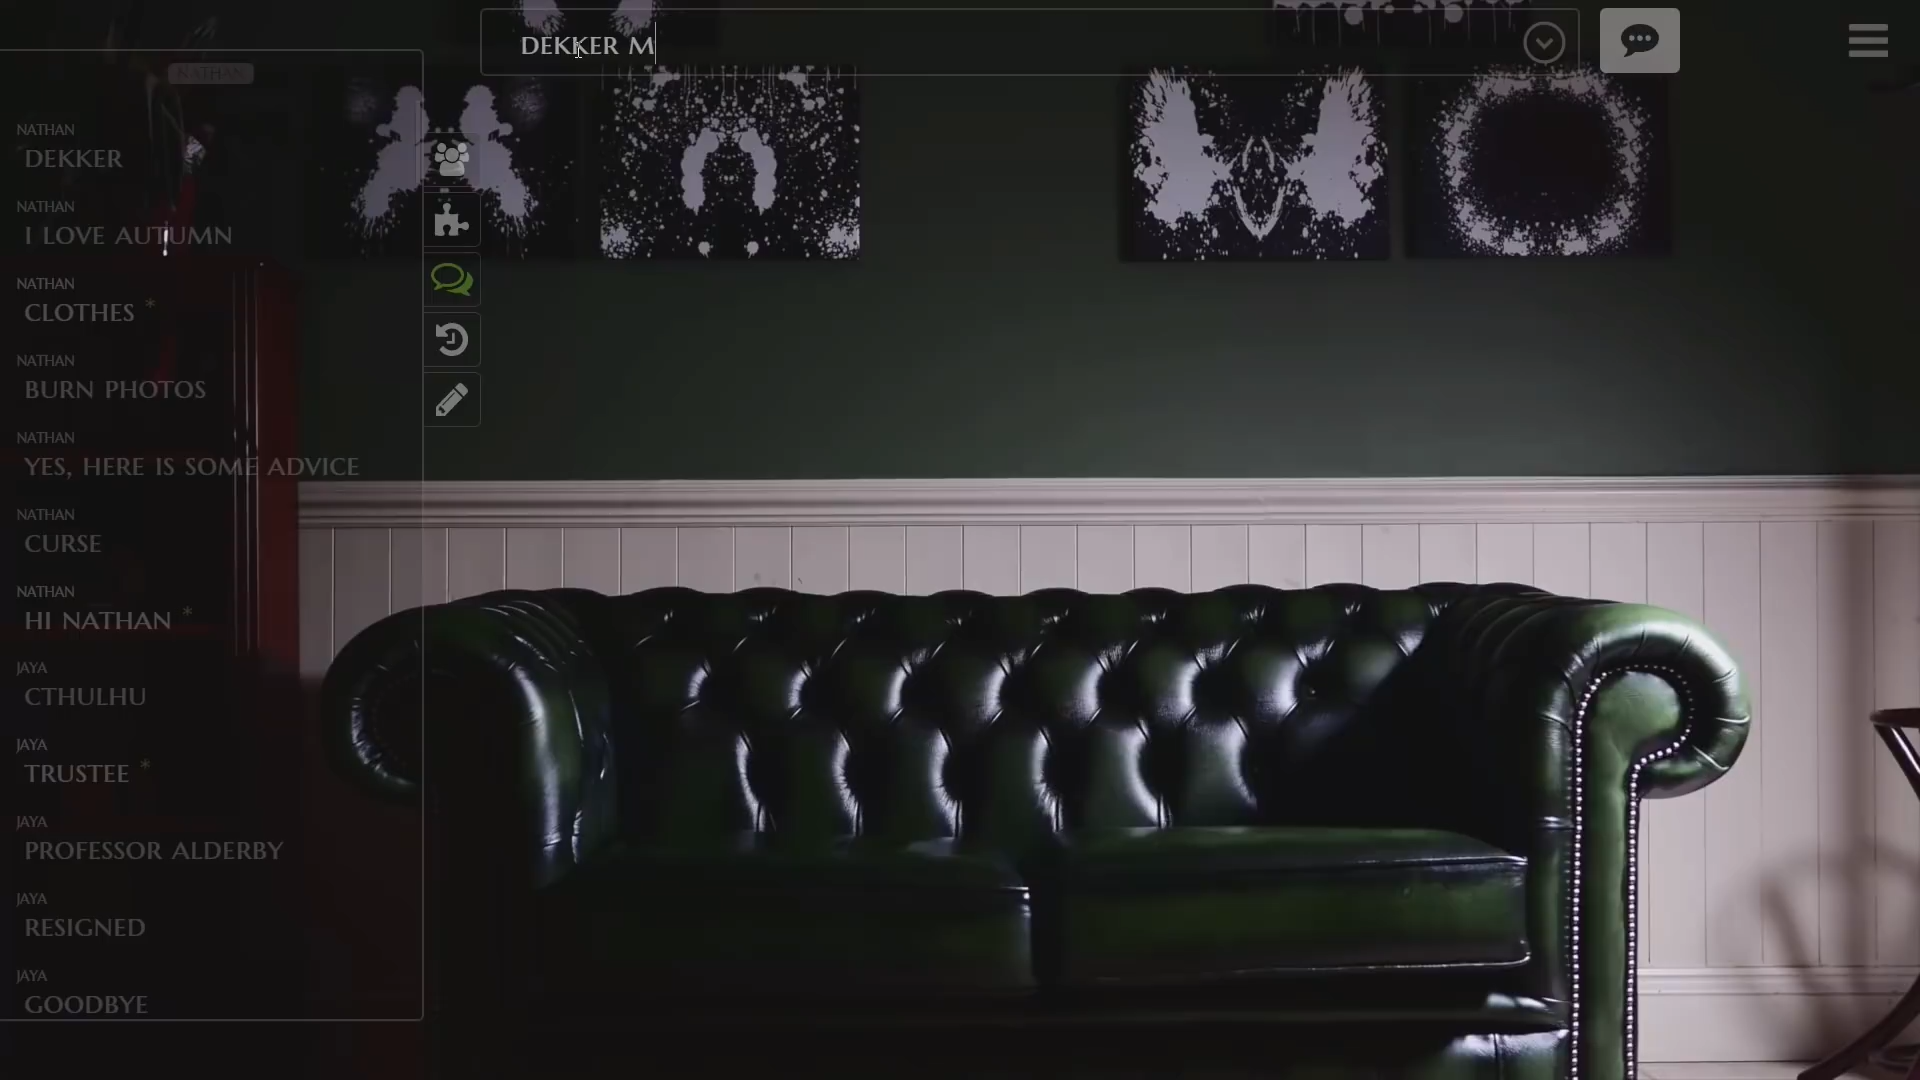 DEKKER M
NATHAN
NATHAN
DEKKER
NATHAN
I LOVE AUTUMN
NATHAN
CLOTHES *
NATHAN
BURN PHOTOS
NATHAN
YES, HERE IS SOME ADVICE
NATHAN
CURSE
NATHAN
HI NATHAN *
JAYA
CTHULHU
JAYA
TRUSTEE *
JAYA
PROFESSOR ALDERBY
JAYA
RESIGNED
JAYA
GOODBYE